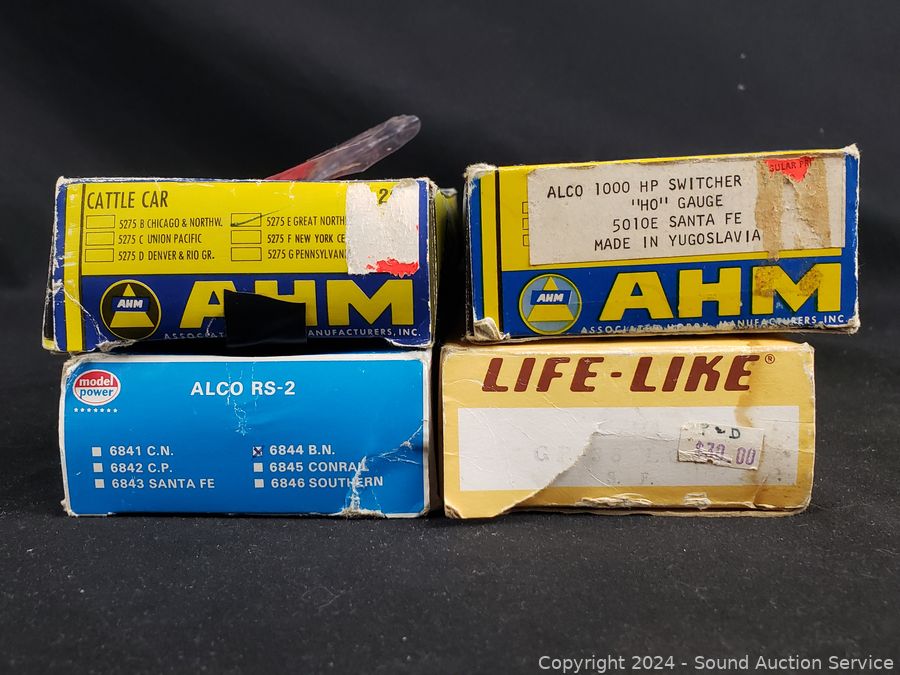 CATTLE CAR
5275 B CHICAGO & NORTHW.
5275 C UNION PACIFIC
5275 D DENVER & RIO GR.
5275 E GREAT NORTH
5275 F NEW YORK CE
5275 G PENNSYLVAN
2
AHM
AHM
ASSOCIATED
MANUFACTURERS, INC.
ALCO 1000 HP SWITCHER
"HO" GAUGE
5010E SANTA FE
MADE IN YUGOSLAVIA
AHM
AHM
ASSOCIATED HOBBY MANUFACTURERS, INC.
model
power
ALCO RS-2
6841 C.N.
6842 C.P.
6843 SANTA FE
6844 B.N.
6845 CONRAIL
6846 SOUTHERN
LIFE-LIKE®
Copyright © 2024 - Sound Auction Service